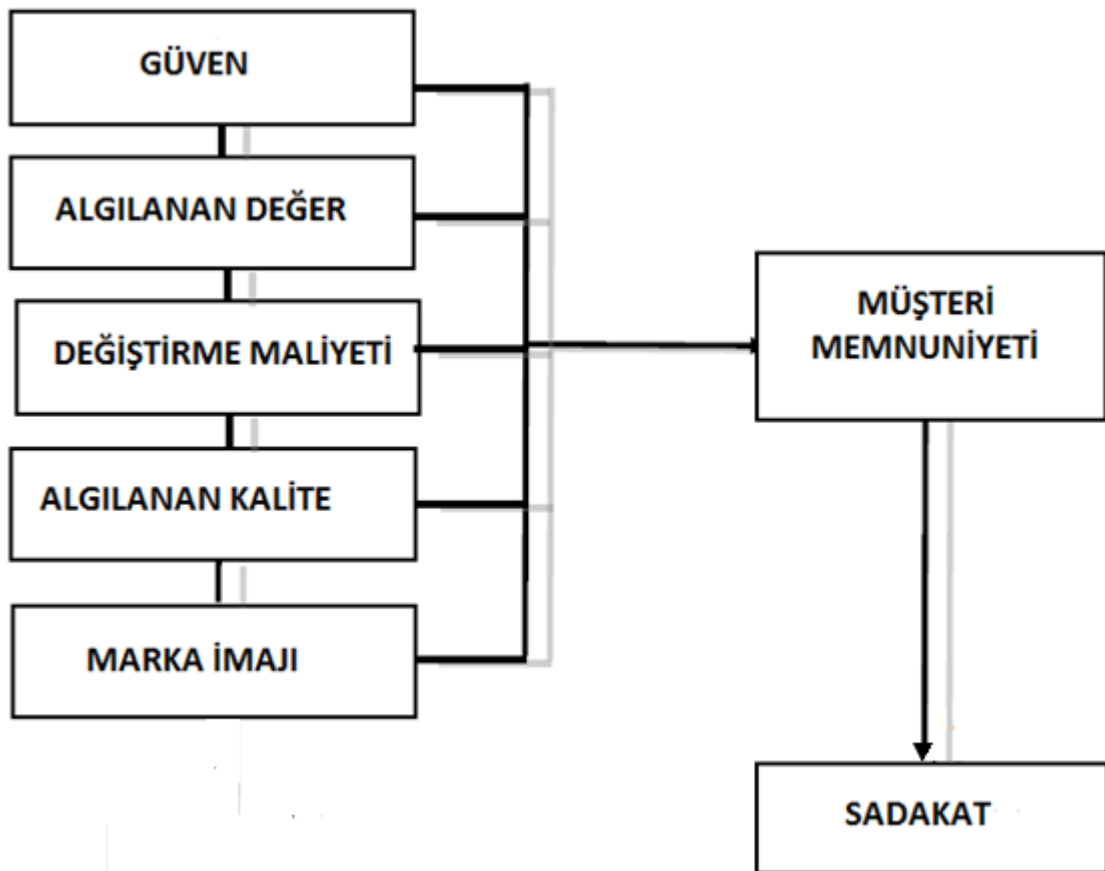 GÜVEN
ALGILANAN DEĞER
DEĞİŞTİRME MALİYETİ
ALGILANAN KALİTE
MARKA İMAJI
MÜŞTERİ
MEMNUNİYETİ
SADAKAT